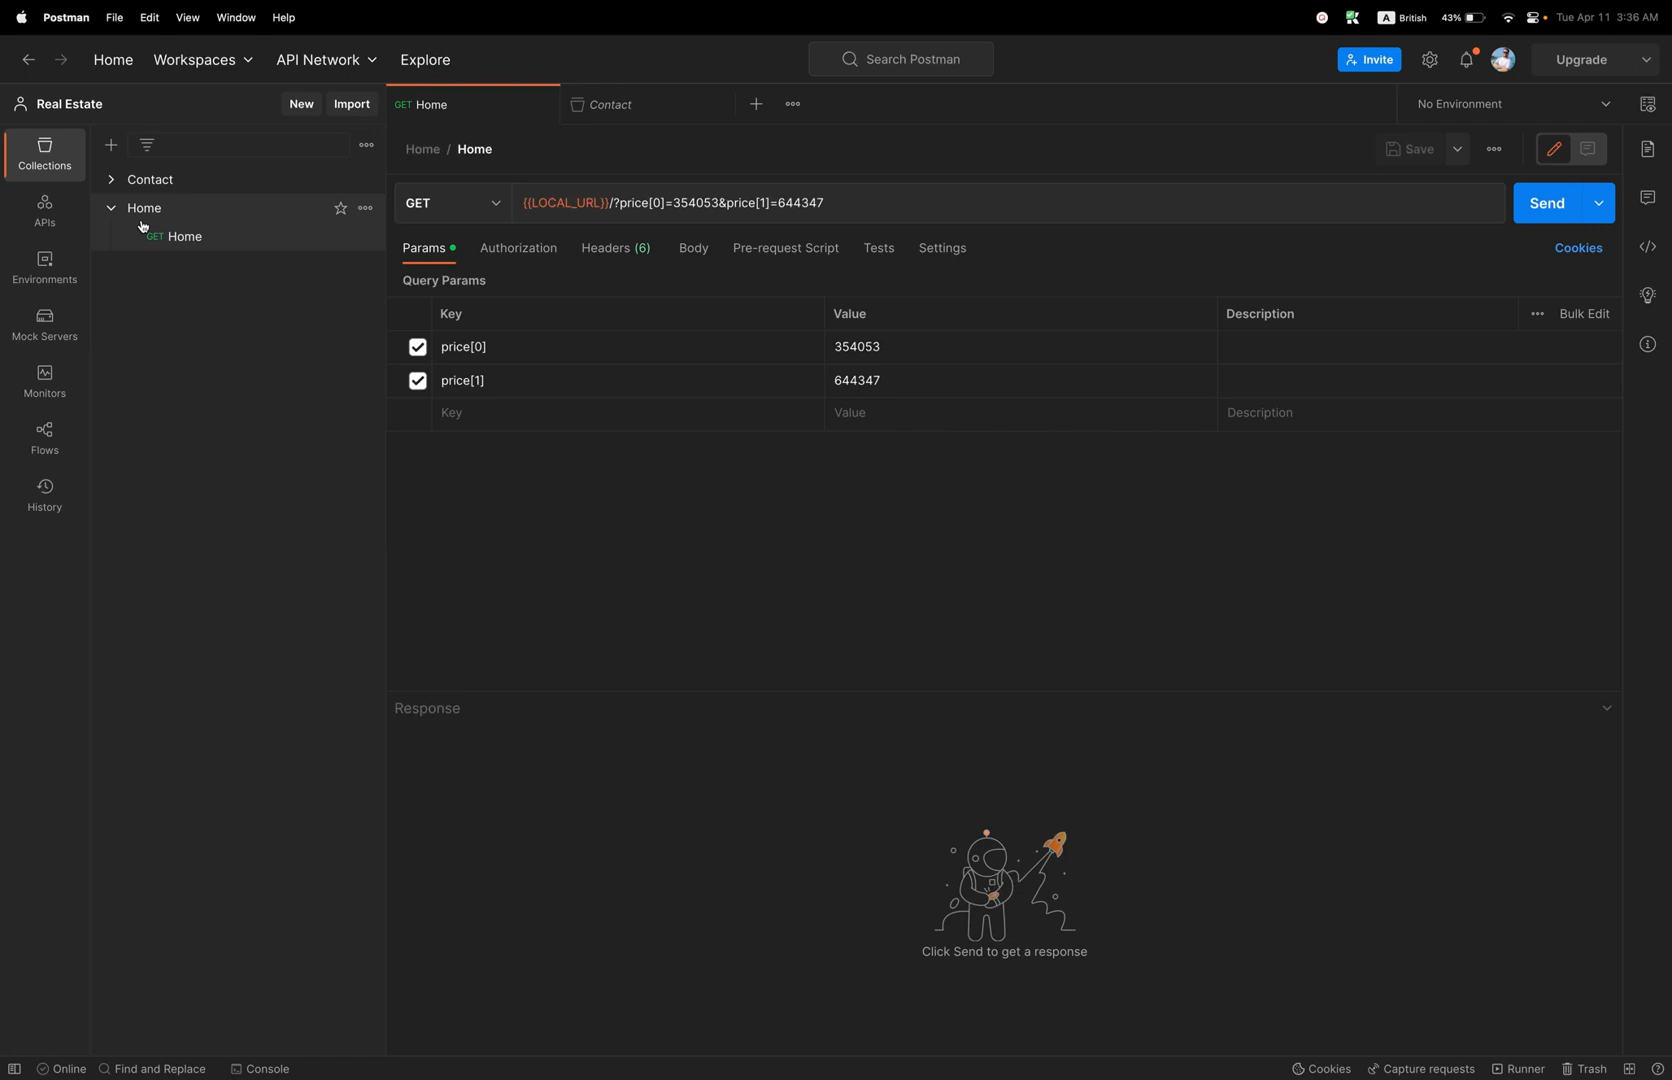 Postman File Edit View Window Help
A British 43% Tue Apr 11 3:36 AM
Home Workspaces API Network Explore
Search Postman
Invite
Upgrade
Real Estate
New Import
GET Home
Contact
No Environment
Collections
APIs
Environments
Mock Servers
Monitors
Flows
History
Contact
Home
GET Home
Home / Home
Save
GET
{{LOCAL_URL}}/?price[0]=354053&price[1]=644347
Send
Params Authorization Headers (6) Body Pre-request Script Tests Settings
Cookies
Query Params
Key Value Description Bulk Edit
price[0] 354053
price[1] 644347
Key Value Description
Response
Click Send to get a response
Online Find and Replace Console
Cookies Capture requests Runner Trash